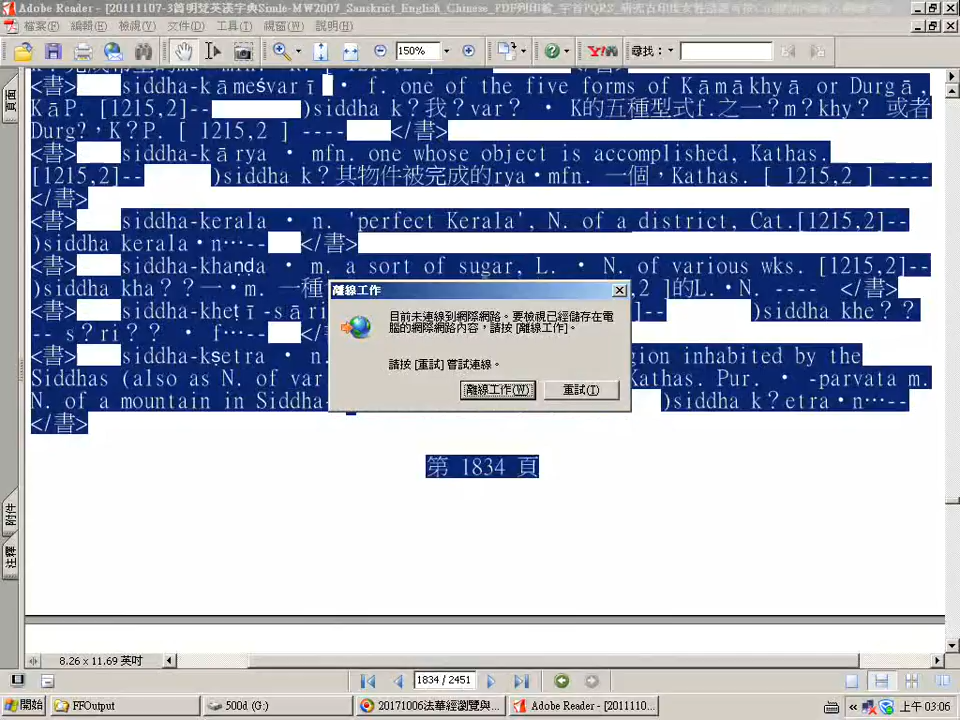 Adobe Reader - [20111107-3簡明梵英漢字典Simle-MW2007_Sanskrict_English_Chinese_PDF列印檔_字首PQRS
檔案(F) 編輯(E) 檢視(V) 文件(D) 工具(T) 視窗(W) 說明(H)
150% 尋找:
頁面
<書> siddha-kāmeśvarī • f. one of the five forms of Kāmākhyā or Durgā,
KāP. [1215,2]-- )siddha k?我?var? • K的五種型式f.之一?m?khy? 或者
Durg?,K?P. [ 1215,2 ] ---- </書>
<書> siddha-kārya • mfn. one whose object is accomplished, Kathas.
[1215,2]-- )siddha k?其物件被完成的rya•mfn. 一個,Kathas. [ 1215,2 ] ----
</書>
<書> siddha-kerala • n. 'perfect Kerala', N. of a district, Cat.[1215,2]--
)siddha kerala•n…-- </書>
<書> siddha-khaṇḍa • m. a sort of sugar, L. • N. of various wks. [1215,2]--
)siddha kha??一•m. 一種 ,2 ]的L.•N. ---- </書>
<書> siddha-kheṭī-sāri )siddha khe??
-- s?ri?? • f…--
<書> siddha-kṣetra • n. gion inhabited by the
Siddhas (also as N. of var Kathas. Pur. • -parvata m.
N. of a mountain in Siddha- )siddha k?etra•n…--
</書>
第 1834 頁
離線工作
目前未連線到網際網路。要檢視已經儲存在電
腦的網際網路內容,請按 [離線工作]。
請按 [重試] 嘗試連線。
離線工作(W) 重試(T)
附件
注釋
8.26 x 11.69 英吋
1834 / 2451
開始 FFOutput 500d (G:) 20171006法華經瀏覽與... Adobe Reader - [2011110... 上午 03:06